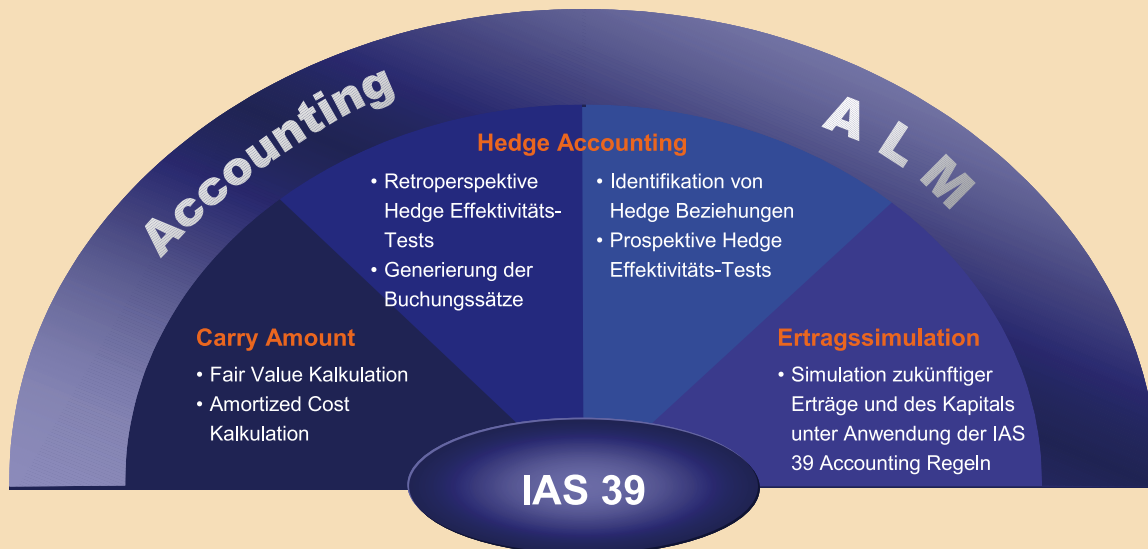 Accounting
ALM
Hedge Accounting
• Retroperspektive
Hedge Effektivitäts-
Tests
• Generierung der
Buchungssätze
• Identifikation von
Hedge Beziehungen
• Prospektive Hedge
Effektivitäts-Tests
Carry Amount
• Fair Value Kalkulation
• Amortized Cost
Kalkulation
Ertragssimulation
• Simulation zukünftiger
Erträge und des Kapitals
unter Anwendung der IAS
39 Accounting Regeln
IAS 39